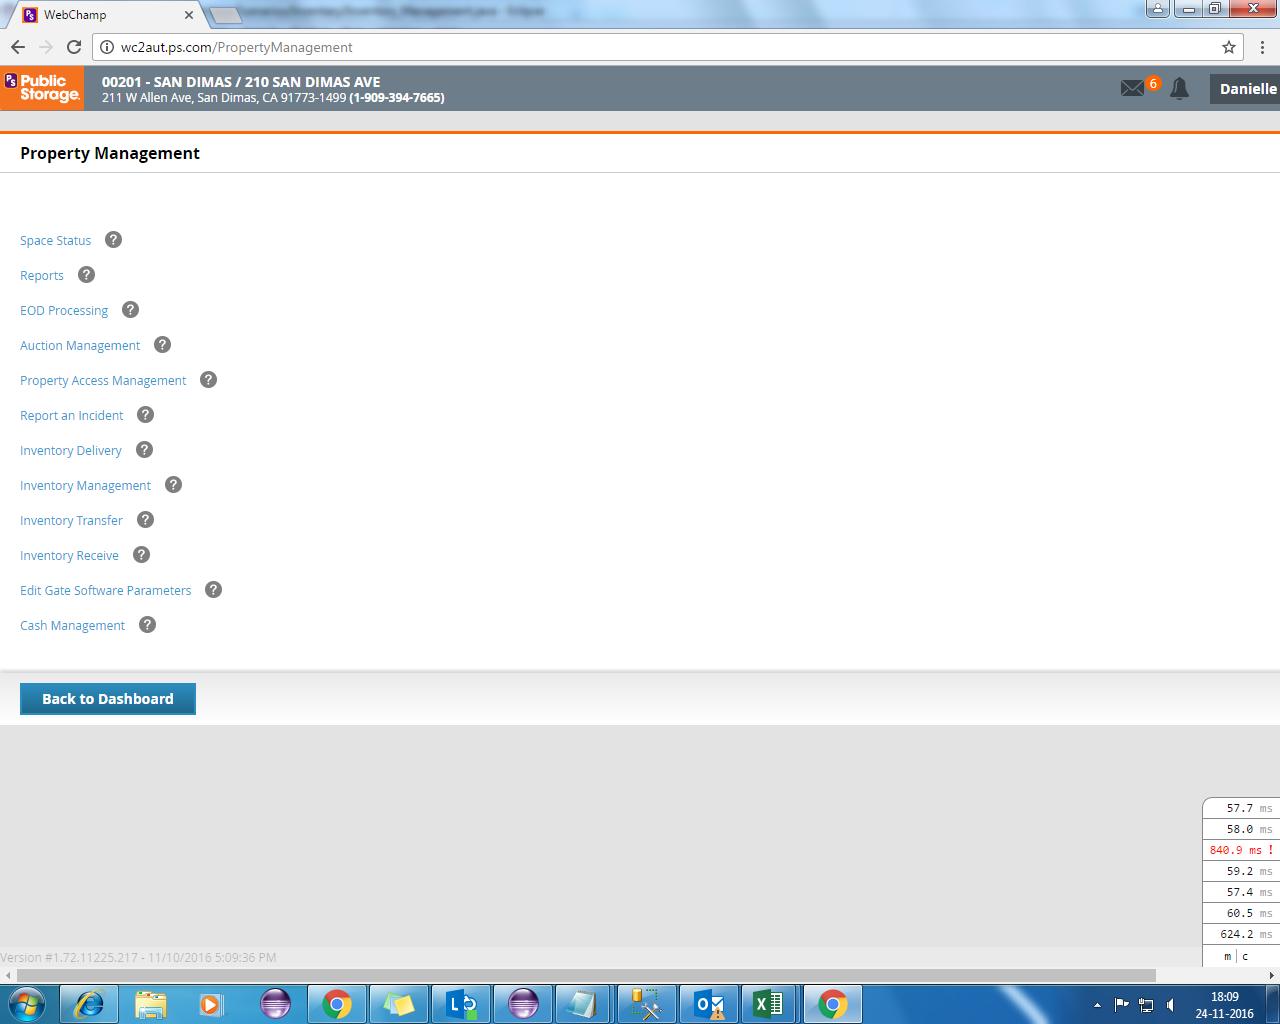 WebChamp
wc2aut.ps.com/PropertyManagement
PS Public Storage.
00201 - SAN DIMAS / 210 SAN DIMAS AVE
211 W Allen Ave, San Dimas, CA 91773-1499 (1-909-394-7665)
6
Danielle
Property Management
Space Status ?
Reports ?
EOD Processing ?
Auction Management ?
Property Access Management ?
Report an Incident ?
Inventory Delivery ?
Inventory Management ?
Inventory Transfer ?
Inventory Receive ?
Edit Gate Software Parameters ?
Cash Management ?
Back to Dashboard
57.7 ms
58.0 ms
840.9 ms !
59.2 ms
57.4 ms
60.5 ms
624.2 ms
m | c
Version #1.72.11225.217 - 11/10/2016 5:09:36 PM
18:09
24-11-2016